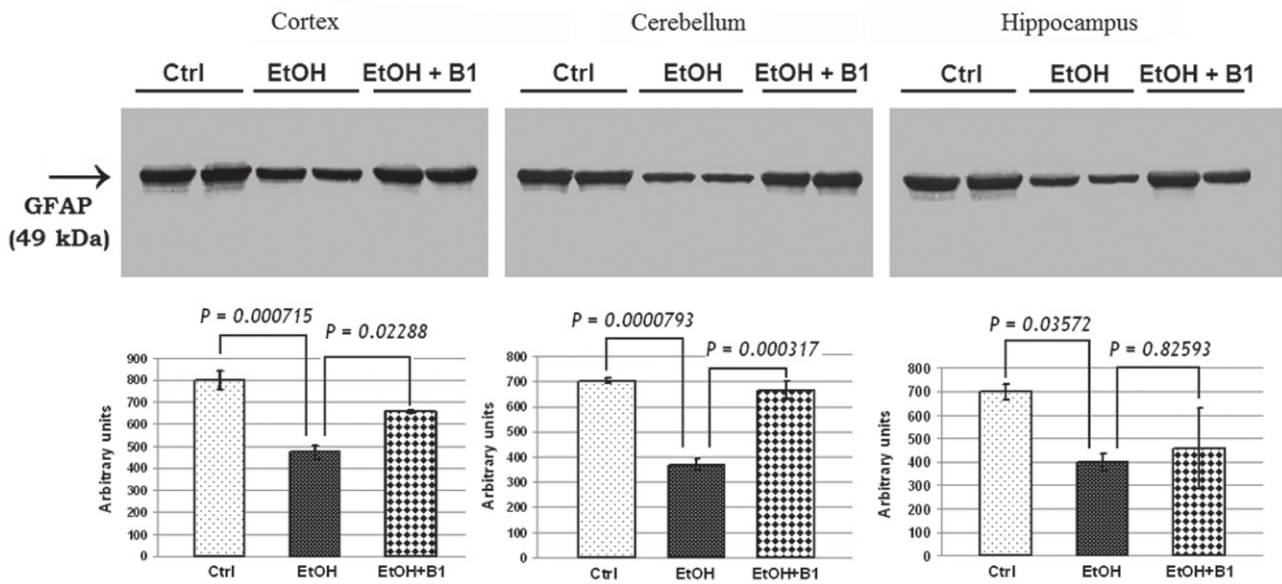 Cortex Cerebellum Hippocampus
Ctrl EtOH EtOH + B1 Ctrl EtOH EtOH + B1 Ctrl EtOH EtOH + B1
GFAP
(49 kDa)
P = 0.000715
P = 0.02288
Arbitrary units
900
800
700
600
500
400
300
200
100
0
Ctrl EtOH EtOH+B1
P = 0.0000793
P = 0.000317
Arbitrary units
800
700
600
500
400
300
200
100
0
Ctrl EtOH EtOH+B1
P = 0.03572
P = 0.82593
Arbitrary units
800
700
600
500
400
300
200
100
0
Ctrl EtOH EtOH+B1